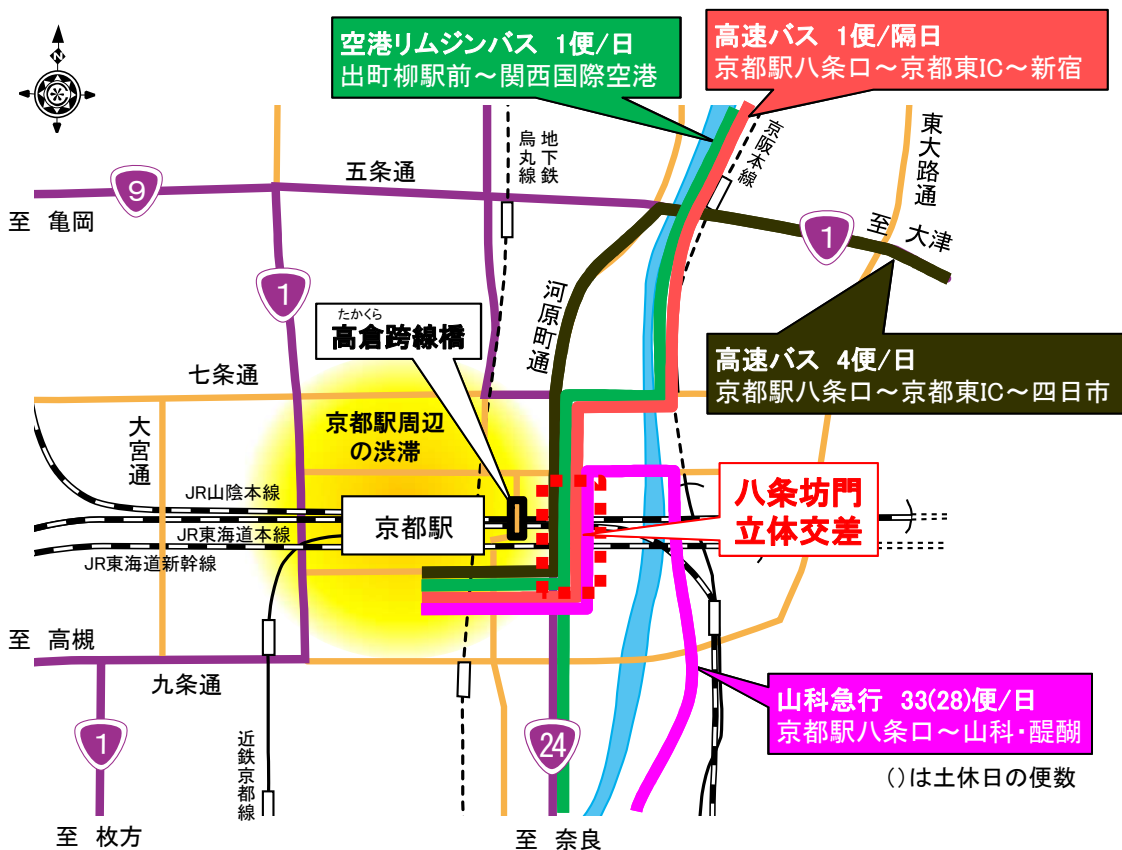 空港リムジンバス 1便/日
出町柳駅前～関西国際空港
高速バス 1便/隔日
京都駅八条口～京都東IC～新宿
N
地下鉄
烏丸線
京阪本線
東大路通
9
五条通
至 亀岡
1
至 大津
1
河原町通
たかくら
高倉跨線橋
高速バス 4便/日
京都駅八条口～京都東IC～四日市
七条通
大宮通
京都駅周辺
の渋滞
JR山陰本線
京都駅
JR東海道本線
JR東海道新幹線
八条坊門
立体交差
至 高槻
九条通
山科急行 33(28)便/日
京都駅八条口～山科・醍醐
1
24
近鉄京都線
()は土休日の便数
至 枚方
至 奈良